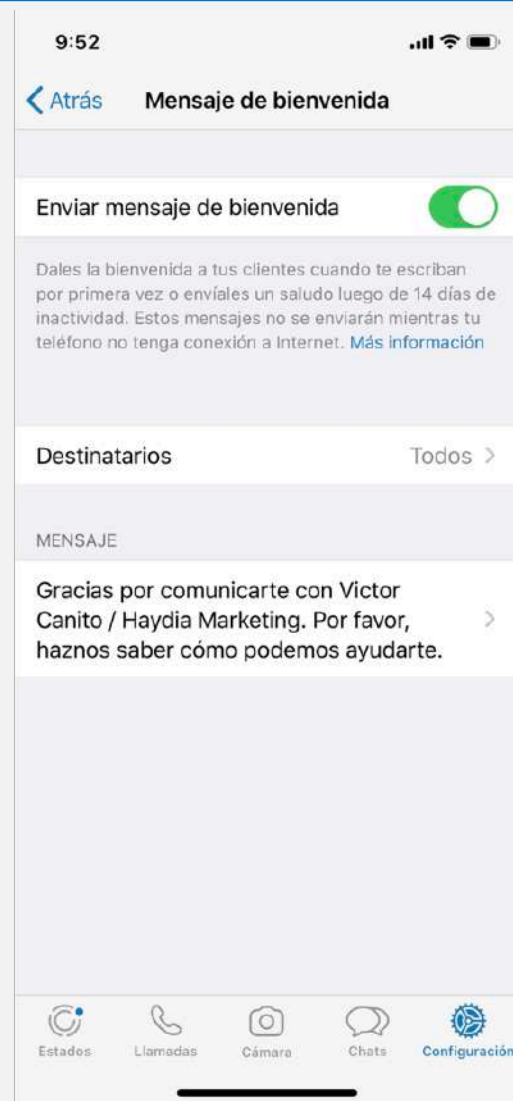 9:52
Atrás
Mensaje de bienvenida
Enviar mensaje de bienvenida
Dales la bienvenida a tus clientes cuando te escriban
por primera vez o envíales un saludo luego de 14 días de
inactividad. Estos mensajes no se enviarán mientras tu
teléfono no tenga conexión a Internet. Más información
Destinatarios
Todos
MENSAJE
Gracias por comunicarte con Victor
Canito / Haydia Marketing. Por favor,
haznos saber cómo podemos ayudarte.
Estados
Llamadas
Cámara
Chats
Configuración